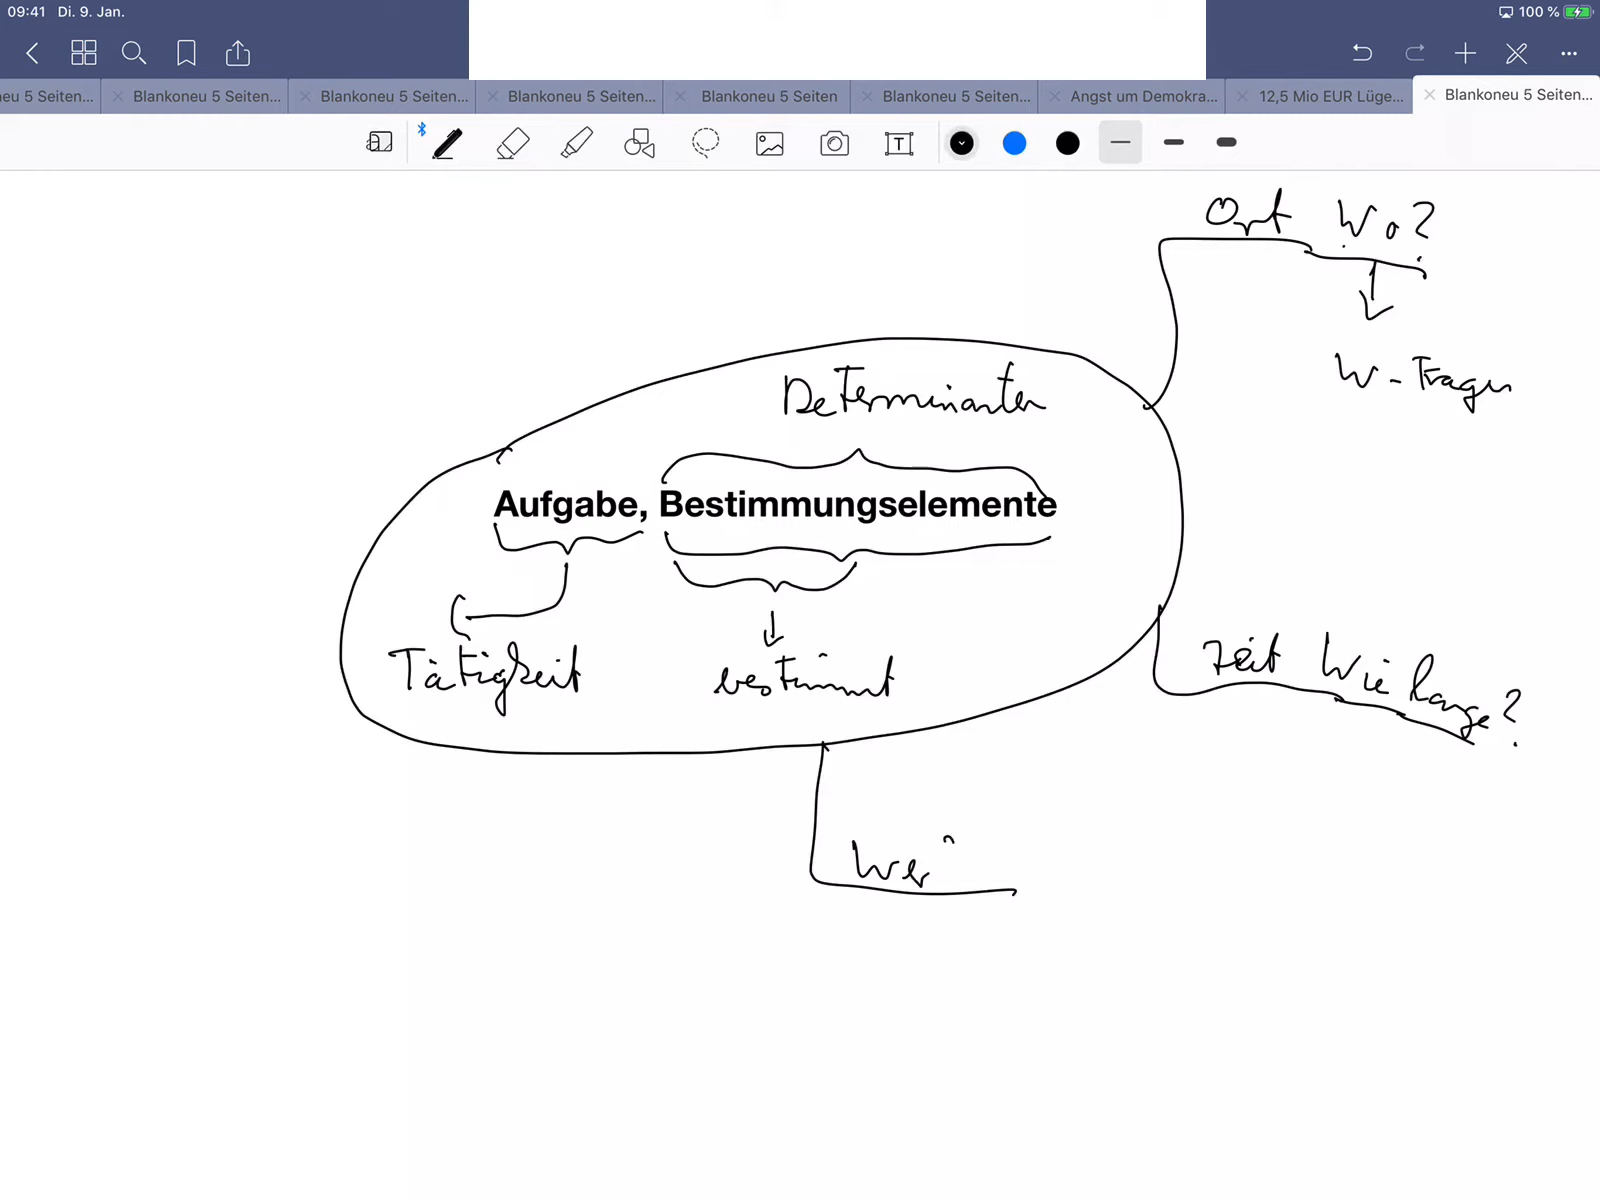 09:41 Di. 9. Jan.
100 %
eu 5 Seiten...
Blankoneu 5 Seiten...
Blankoneu 5 Seiten...
Blankoneu 5 Seiten...
Blankoneu 5 Seiten
Blankoneu 5 Seiten...
Angst um Demokra...
12,5 Mio EUR Lüge...
Blankoneu 5 Seiten...
T
Ort Wo?
W-Fragen
Determinanten
Aufgabe, Bestimmungselemente
Tätigkeit
bestimmt
Zeit Wie lange?
Wer